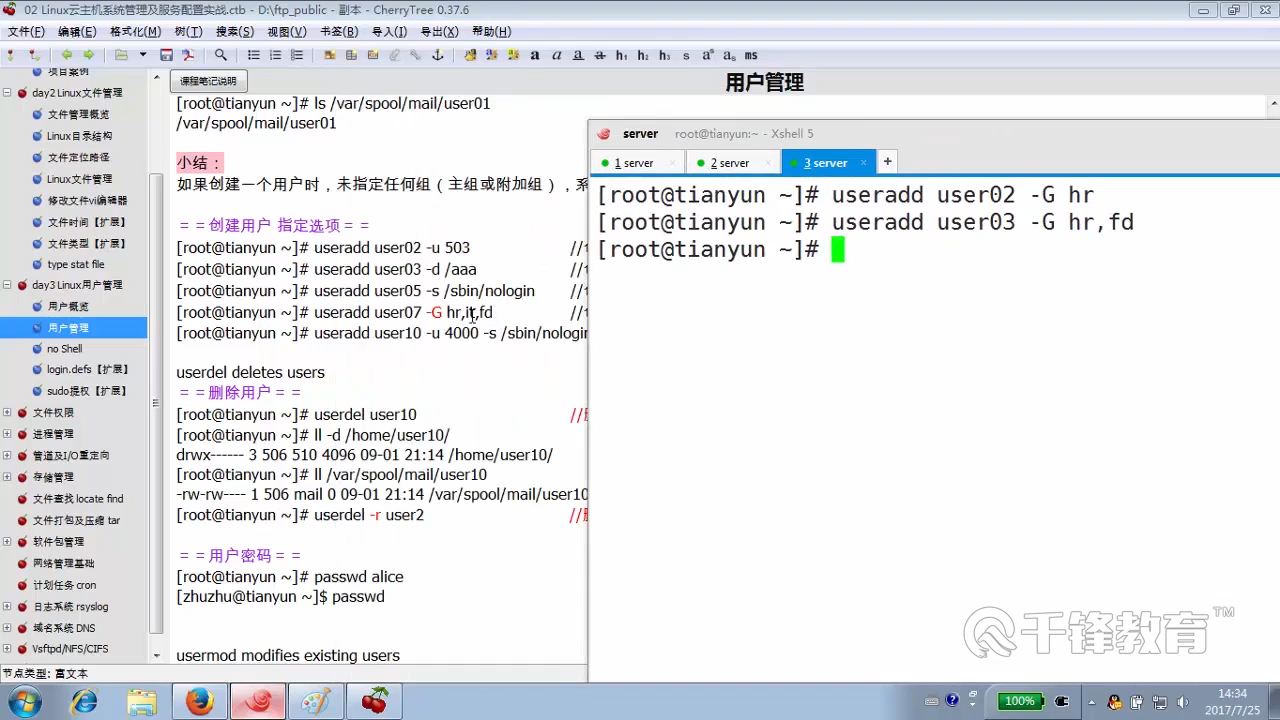 02 Linux云主机系统管理及服务配置实战.ctb - D:\ftp_public - 副本 - CherryTree 0.37.6
文件(F) 编辑(E) 格式化(M) 树(T) 搜索(S) 视图(V) 书签(B) 导入(I) 导出(X) 帮助(H)
a a a a h1 h2 h3 s aˢ aₛ ms
项目案例
day2 Linux文件管理
文件管理概览
Linux目录结构
文件定位路径
Linux文件管理
修改文件vi编辑器
文件时间【扩展】
文件类型【扩展】
type stat file
day3 Linux用户管理
用户概览
用户管理
no Shell
login.defs【扩展】
sudo提权【扩展】
文件权限
进程管理
管道及I/O重定向
存储管理
文件查找 locate find
文件打包及压缩 tar
软件包管理
网络管理基础
计划任务 cron
日志系统 rsyslog
域名系统 DNS
Vsftpd/NFS/CIFS
课程笔记说明
用户管理
[root@tianyun ~]# ls /var/spool/mail/user01
/var/spool/mail/user01
小结：
如果创建一个用户时，未指定任何组（主组或附加组），系
==创建用户 指定选项==
[root@tianyun ~]# useradd user02 -u 503 //
[root@tianyun ~]# useradd user03 -d /aaa //
[root@tianyun ~]# useradd user05 -s /sbin/nologin //
[root@tianyun ~]# useradd user07 -G hr,it,fd //
[root@tianyun ~]# useradd user10 -u 4000 -s /sbin/nologin
userdel deletes users
==删除用户==
[root@tianyun ~]# userdel user10 //
[root@tianyun ~]# ll -d /home/user10/
drwx------ 3 506 510 4096 09-01 21:14 /home/user10/
[root@tianyun ~]# ll /var/spool/mail/user10
-rw-rw---- 1 506 mail 0 09-01 21:14 /var/spool/mail/user10
[root@tianyun ~]# userdel -r user2 //
==用户密码==
[root@tianyun ~]# passwd alice
[zhuzhu@tianyun ~]$ passwd
usermod modifies existing users
server root@tianyun:~ - Xshell 5
1 server × 2 server × 3 server × +
[root@tianyun ~]# useradd user02 -G hr
[root@tianyun ~]# useradd user03 -G hr,fd
[root@tianyun ~]#
千锋教育™
节点类型: 富文本
100%
14:34
2017/7/25